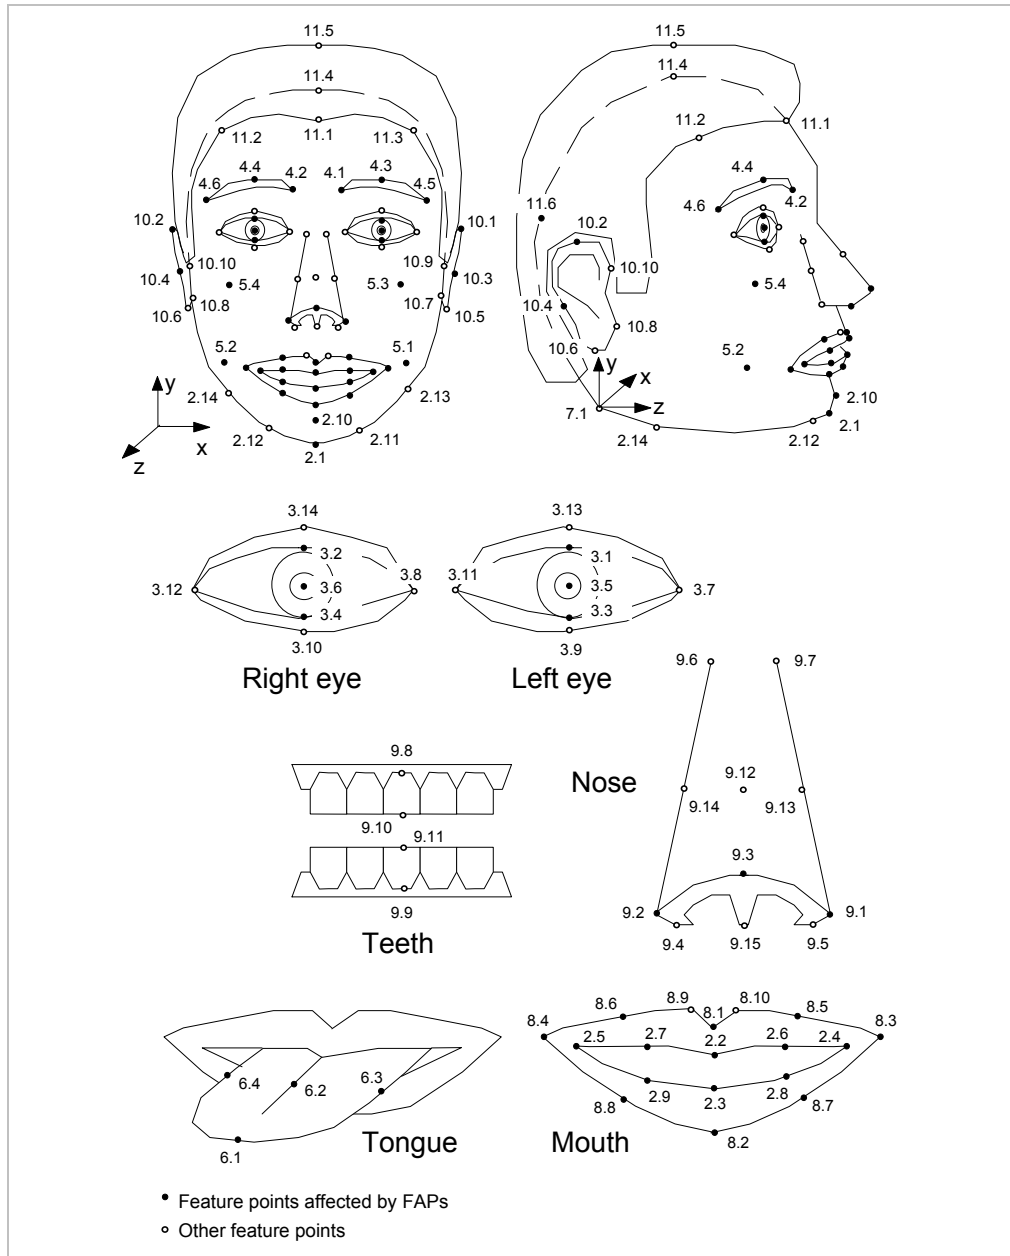 11.5
11.4
11.2 11.1 11.3
4.4 4.2 4.1 4.3
4.6 4.5
10.2 10.1
10.10 10.9
10.4 5.4 5.3 10.3
10.8 10.7
10.6 10.5
5.2 5.1
y
2.14 2.13
2.10
2.12 2.11
x
z 2.1
11.5
11.4
11.2 11.1
4.4
4.6 4.2
11.6
10.2
10.10
5.4
10.4
10.8
10.6 5.2
y
x
z
7.1
2.10
2.14 2.12 2.1
3.14
3.2
3.12 3.6 3.8
3.4
3.10
Right eye
3.13
3.1
3.11 3.5 3.7
3.3
3.9
Left eye
9.6 9.7
9.8
9.10
9.11
9.9
Teeth
Nose
9.12
9.14 9.13
9.3
9.2 9.1
9.4 9.15 9.5
6.4 6.2 6.3
6.1
Tongue
8.6 8.9 8.1 8.10 8.5
8.4 8.3
2.5 2.7 2.2 2.6 2.4
2.9 2.3 2.8
8.8 8.7
8.2
Mouth
Feature points affected by FAPs
Other feature points